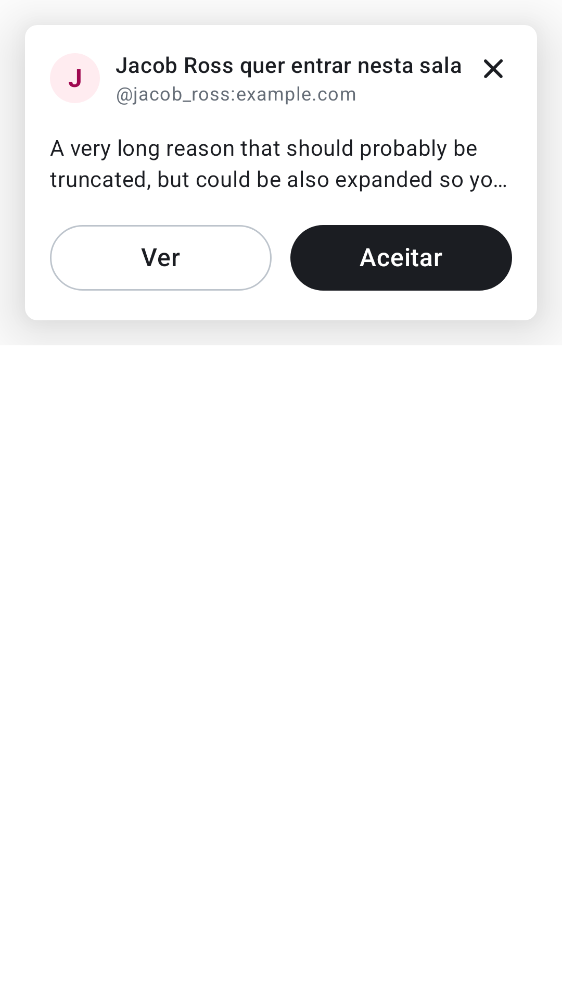 J
Jacob Ross quer entrar nesta sala
@jacob_ross:example.com
A very long reason that should probably be
truncated, but could be also expanded so yo…
Ver
Aceitar